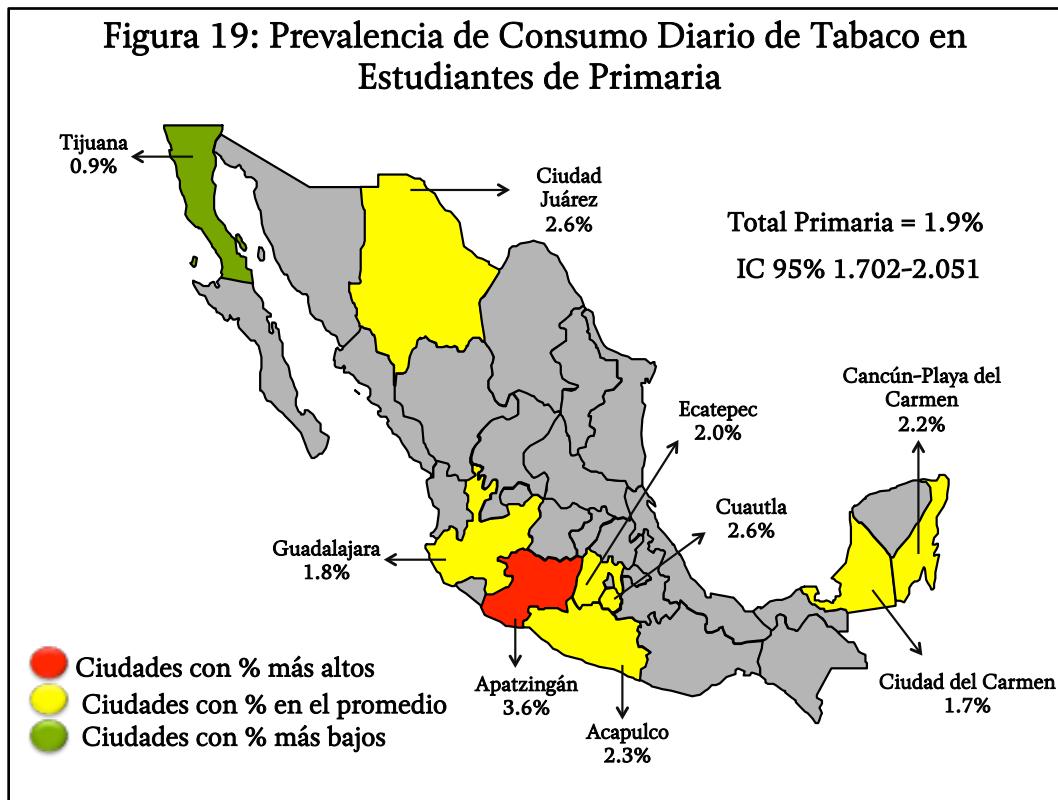 Figura 19: Prevalencia de Consumo Diario de Tabaco en
Estudiantes de Primaria
Tijuana
0.9%
Ciudad
Juárez
2.6%
Total Primaria = 1.9%
IC 95% 1.702-2.051
Cancún-Playa del
Carmen
2.2%
Ecatepec
2.0%
Cuautla
2.6%
Guadalajara
1.8%
Ciudades con % más altos
Ciudades con % en el promedio
Ciudades con % más bajos
Apatzingán
3.6%
Acapulco
2.3%
Ciudad del Carmen
1.7%